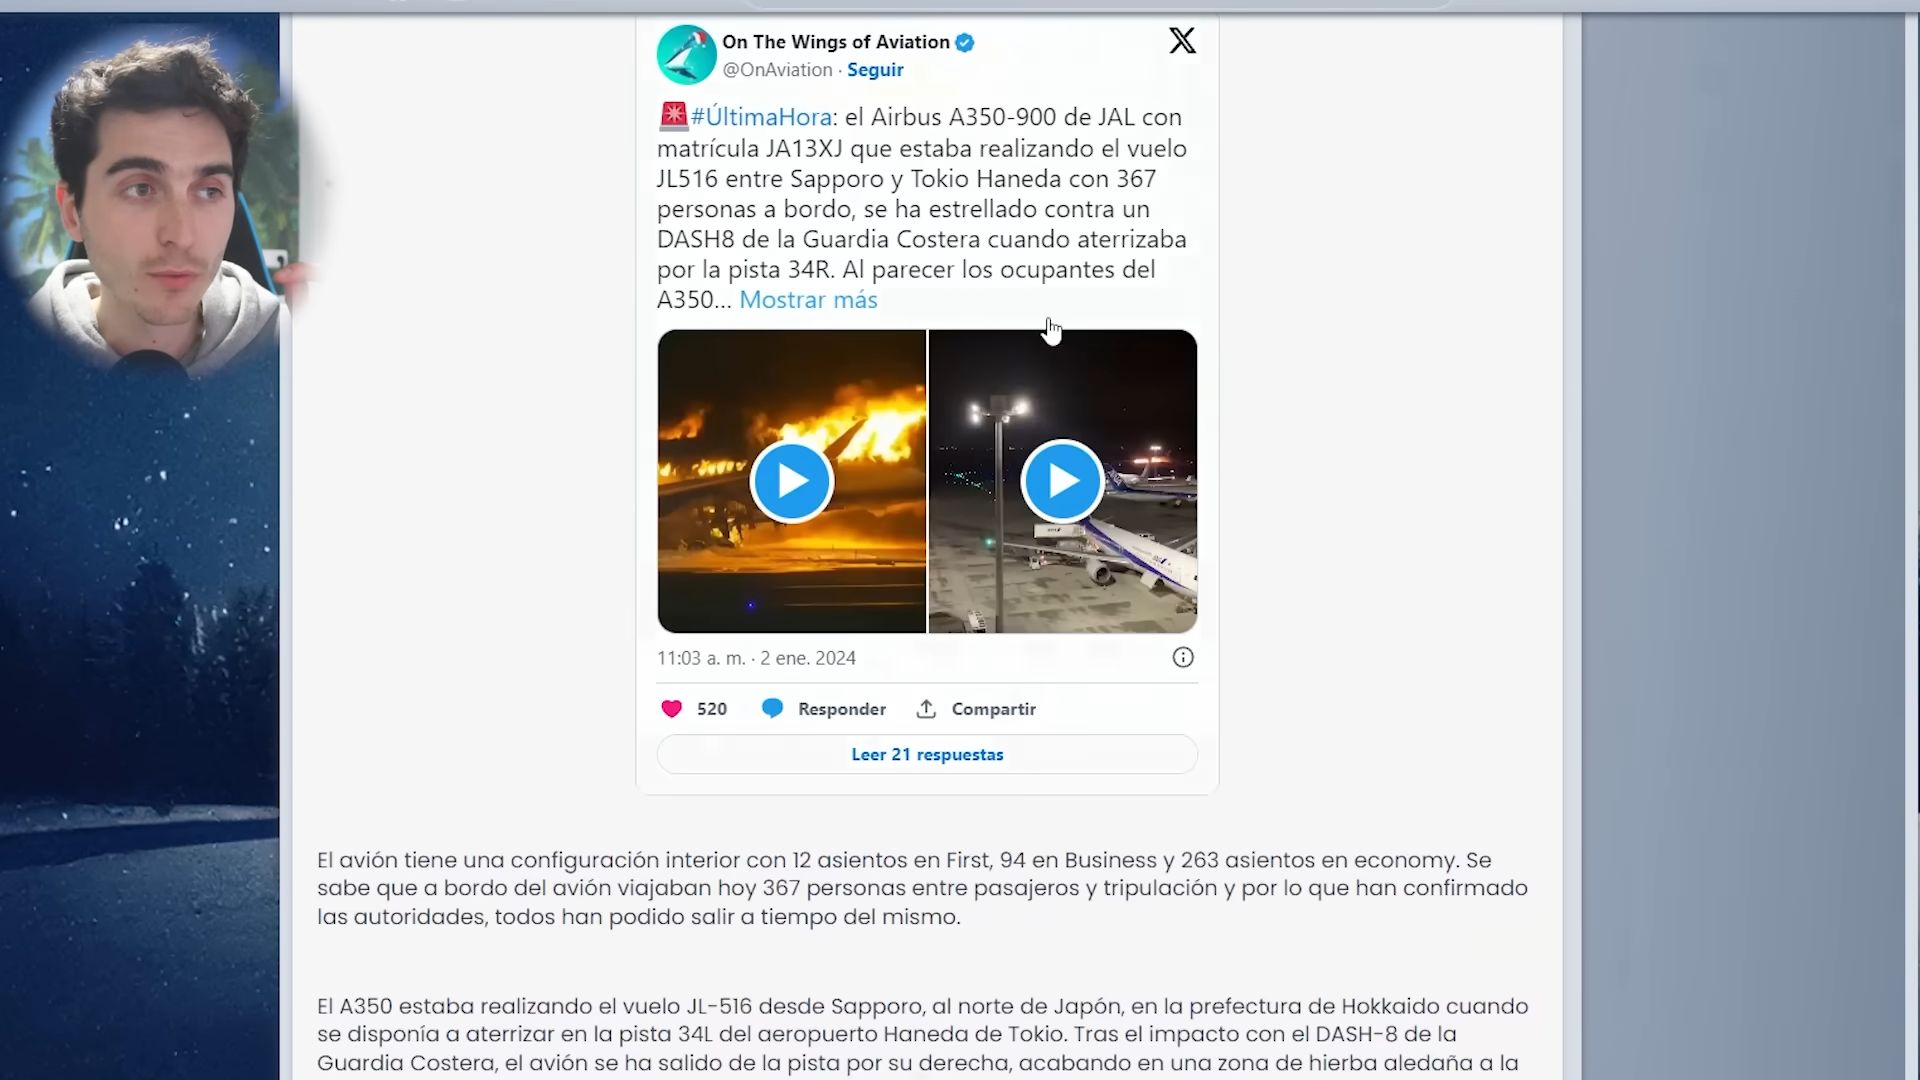 On The Wings of Aviation
@OnAviation · Seguir
#ÚltimaHora: el Airbus A350-900 de JAL con
matrícula JA13XJ que estaba realizando el vuelo
JL516 entre Sapporo y Tokio Haneda con 367
personas a bordo, se ha estrellado contra un
DASH8 de la Guardia Costera cuando aterrizaba
por la pista 34R. Al parecer los ocupantes del
A350... Mostrar más
11:03 a. m. · 2 ene. 2024
520 Responder Compartir
Leer 21 respuestas
El avión tiene una configuración interior con 12 asientos en First, 94 en Business y 263 asientos en economy. Se
sabe que a bordo del avión viajaban hoy 367 personas entre pasajeros y tripulación y por lo que han confirmado
las autoridades, todos han podido salir a tiempo del mismo.
El A350 estaba realizando el vuelo JL-516 desde Sapporo, al norte de Japón, en la prefectura de Hokkaido cuando
se disponía a aterrizar en la pista 34L del aeropuerto Haneda de Tokio. Tras el impacto con el DASH-8 de la
Guardia Costera, el avión se ha salido de la pista por su derecha, acabando en una zona de hierba aledaña a la